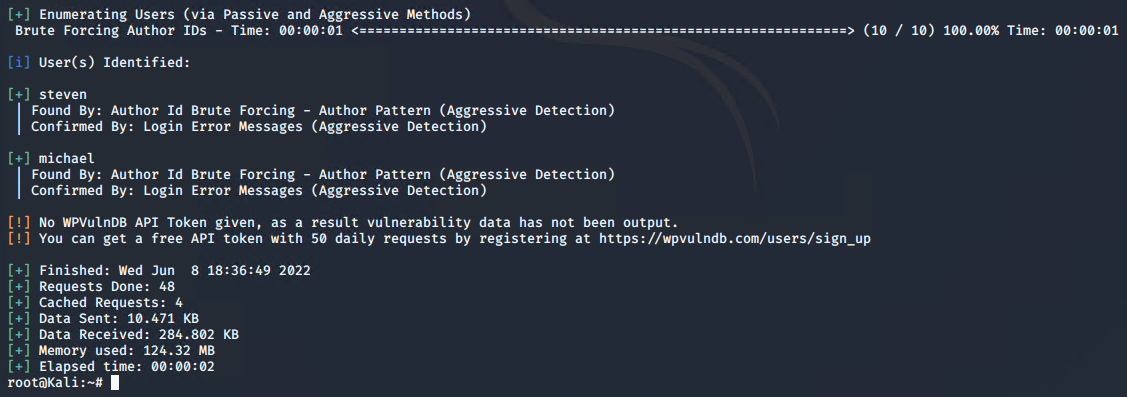 [+] Enumerating Users (via Passive and Aggressive Methods)
 Brute Forcing Author IDs - Time: 00:00:01 <=============================================================> (10 / 10) 100.00% Time: 00:00:01
[i] User(s) Identified:
[+] steven
 | Found By: Author Id Brute Forcing - Author Pattern (Aggressive Detection)
 | Confirmed By: Login Error Messages (Aggressive Detection)
[+] michael
 | Found By: Author Id Brute Forcing - Author Pattern (Aggressive Detection)
 | Confirmed By: Login Error Messages (Aggressive Detection)
[!] No WPVulnDB API Token given, as a result vulnerability data has not been output.
[!] You can get a free API token with 50 daily requests by registering at https://wpvulndb.com/users/sign_up
[+] Finished: Wed Jun  8 18:36:49 2022
[+] Requests Done: 48
[+] Cached Requests: 4
[+] Data Sent: 10.471 KB
[+] Data Received: 284.802 KB
[+] Memory used: 124.32 MB
[+] Elapsed time: 00:00:02
root@Kali:~#